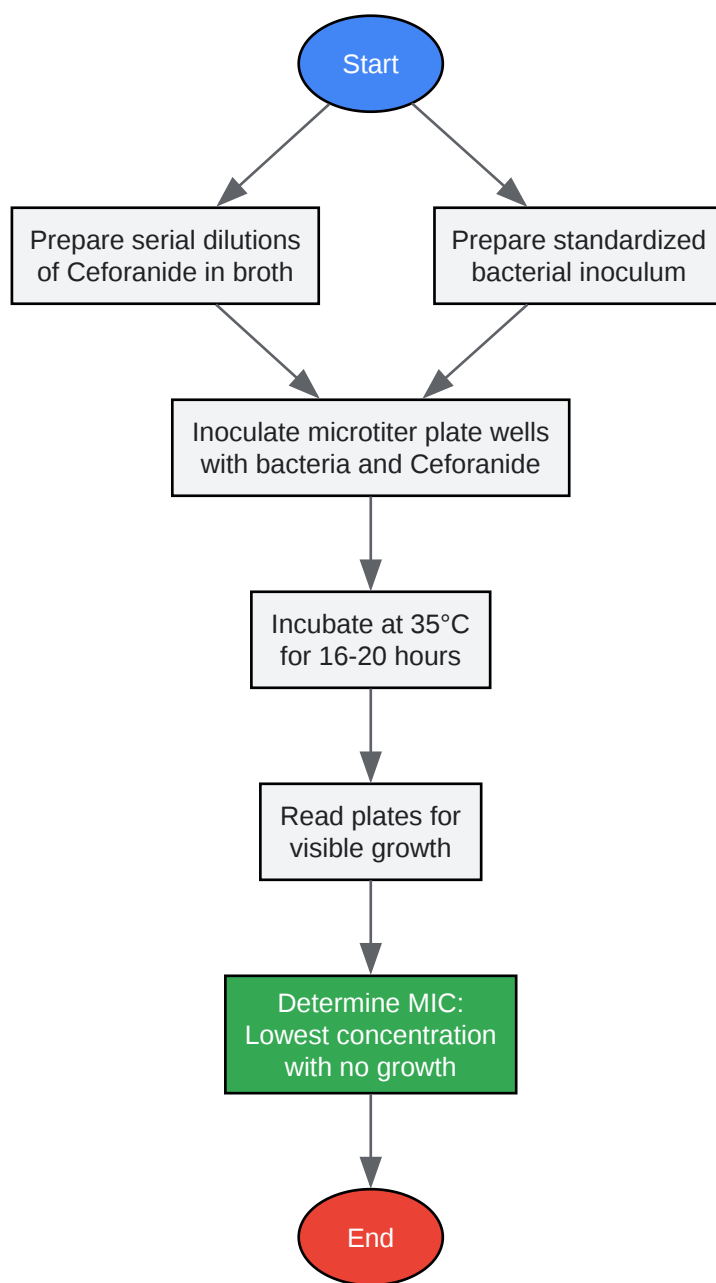 Start
Prepare serial dilutions
of Ceforanide in broth
Prepare standardized
bacterial inoculum
Inoculate microtiter plate wells
with bacteria and Ceforanide
Incubate at 35°C
for 16-20 hours
Read plates for
visible growth
Determine MIC:
Lowest concentration
with no growth
End